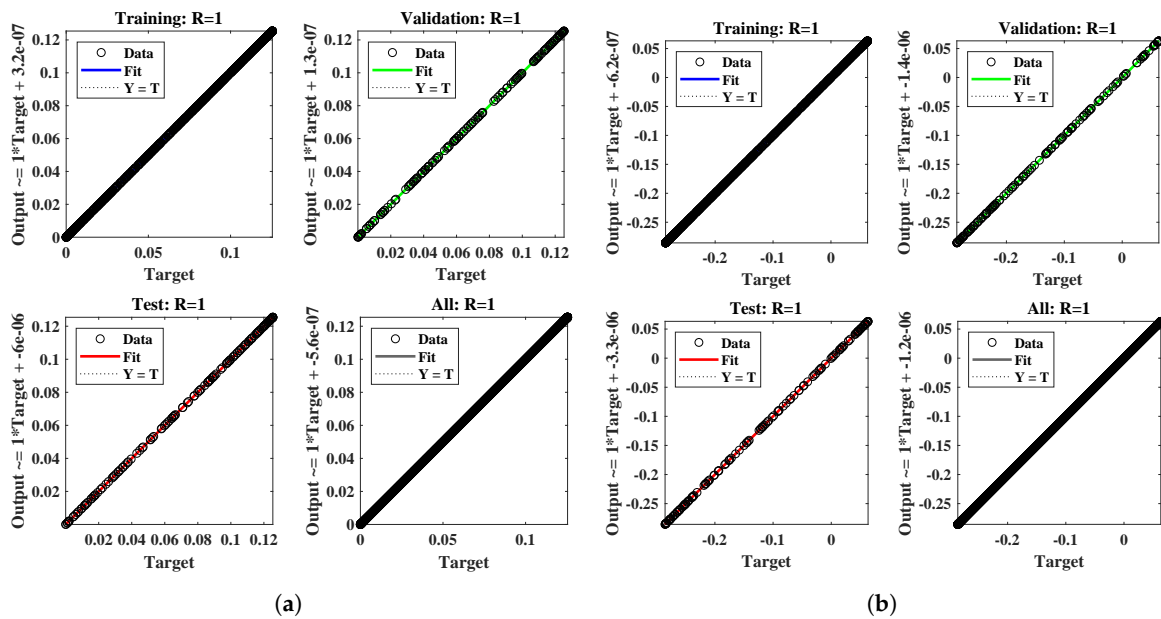 Training: R=1
Output ~= 1*Target + 3.2e-07
0.12
0.1
0.08
0.06
0.04
0.02
0
Data
Fit
Y = T
0 0.05 0.1
Target
Validation: R=1
Output ~= 1*Target + 1.3e-07
0.12
0.1
0.08
0.06
0.04
0.02
Data
Fit
Y = T
0.02 0.04 0.06 0.08 0.1 0.12
Target
Test: R=1
Output ~= 1*Target + -6e-06
0.12
0.1
0.08
0.06
0.04
0.02
Data
Fit
Y = T
0.02 0.04 0.06 0.08 0.1 0.12
Target
All: R=1
Output ~= 1*Target + -5.6e-07
0.12
0.1
0.08
0.06
0.04
0.02
0
Data
Fit
Y = T
0 0.05 0.1
Target
(a)
Training: R=1
Output ~= 1*Target + -6.2e-07
0.05
0
-0.05
-0.1
-0.15
-0.2
-0.25
Data
Fit
Y = T
-0.2 -0.1 0
Target
Validation: R=1
Output ~= 1*Target + -1.4e-06
0.05
0
-0.05
-0.1
-0.15
-0.2
-0.25
Data
Fit
Y = T
-0.2 -0.1 0
Target
Test: R=1
Output ~= 1*Target + -3.3e-06
0.05
0
-0.05
-0.1
-0.15
-0.2
-0.25
Data
Fit
Y = T
-0.2 -0.1 0
Target
All: R=1
Output ~= 1*Target + -1.2e-06
0.05
0
-0.05
-0.1
-0.15
-0.2
-0.25
Data
Fit
Y = T
-0.2 -0.1 0
Target
(b)